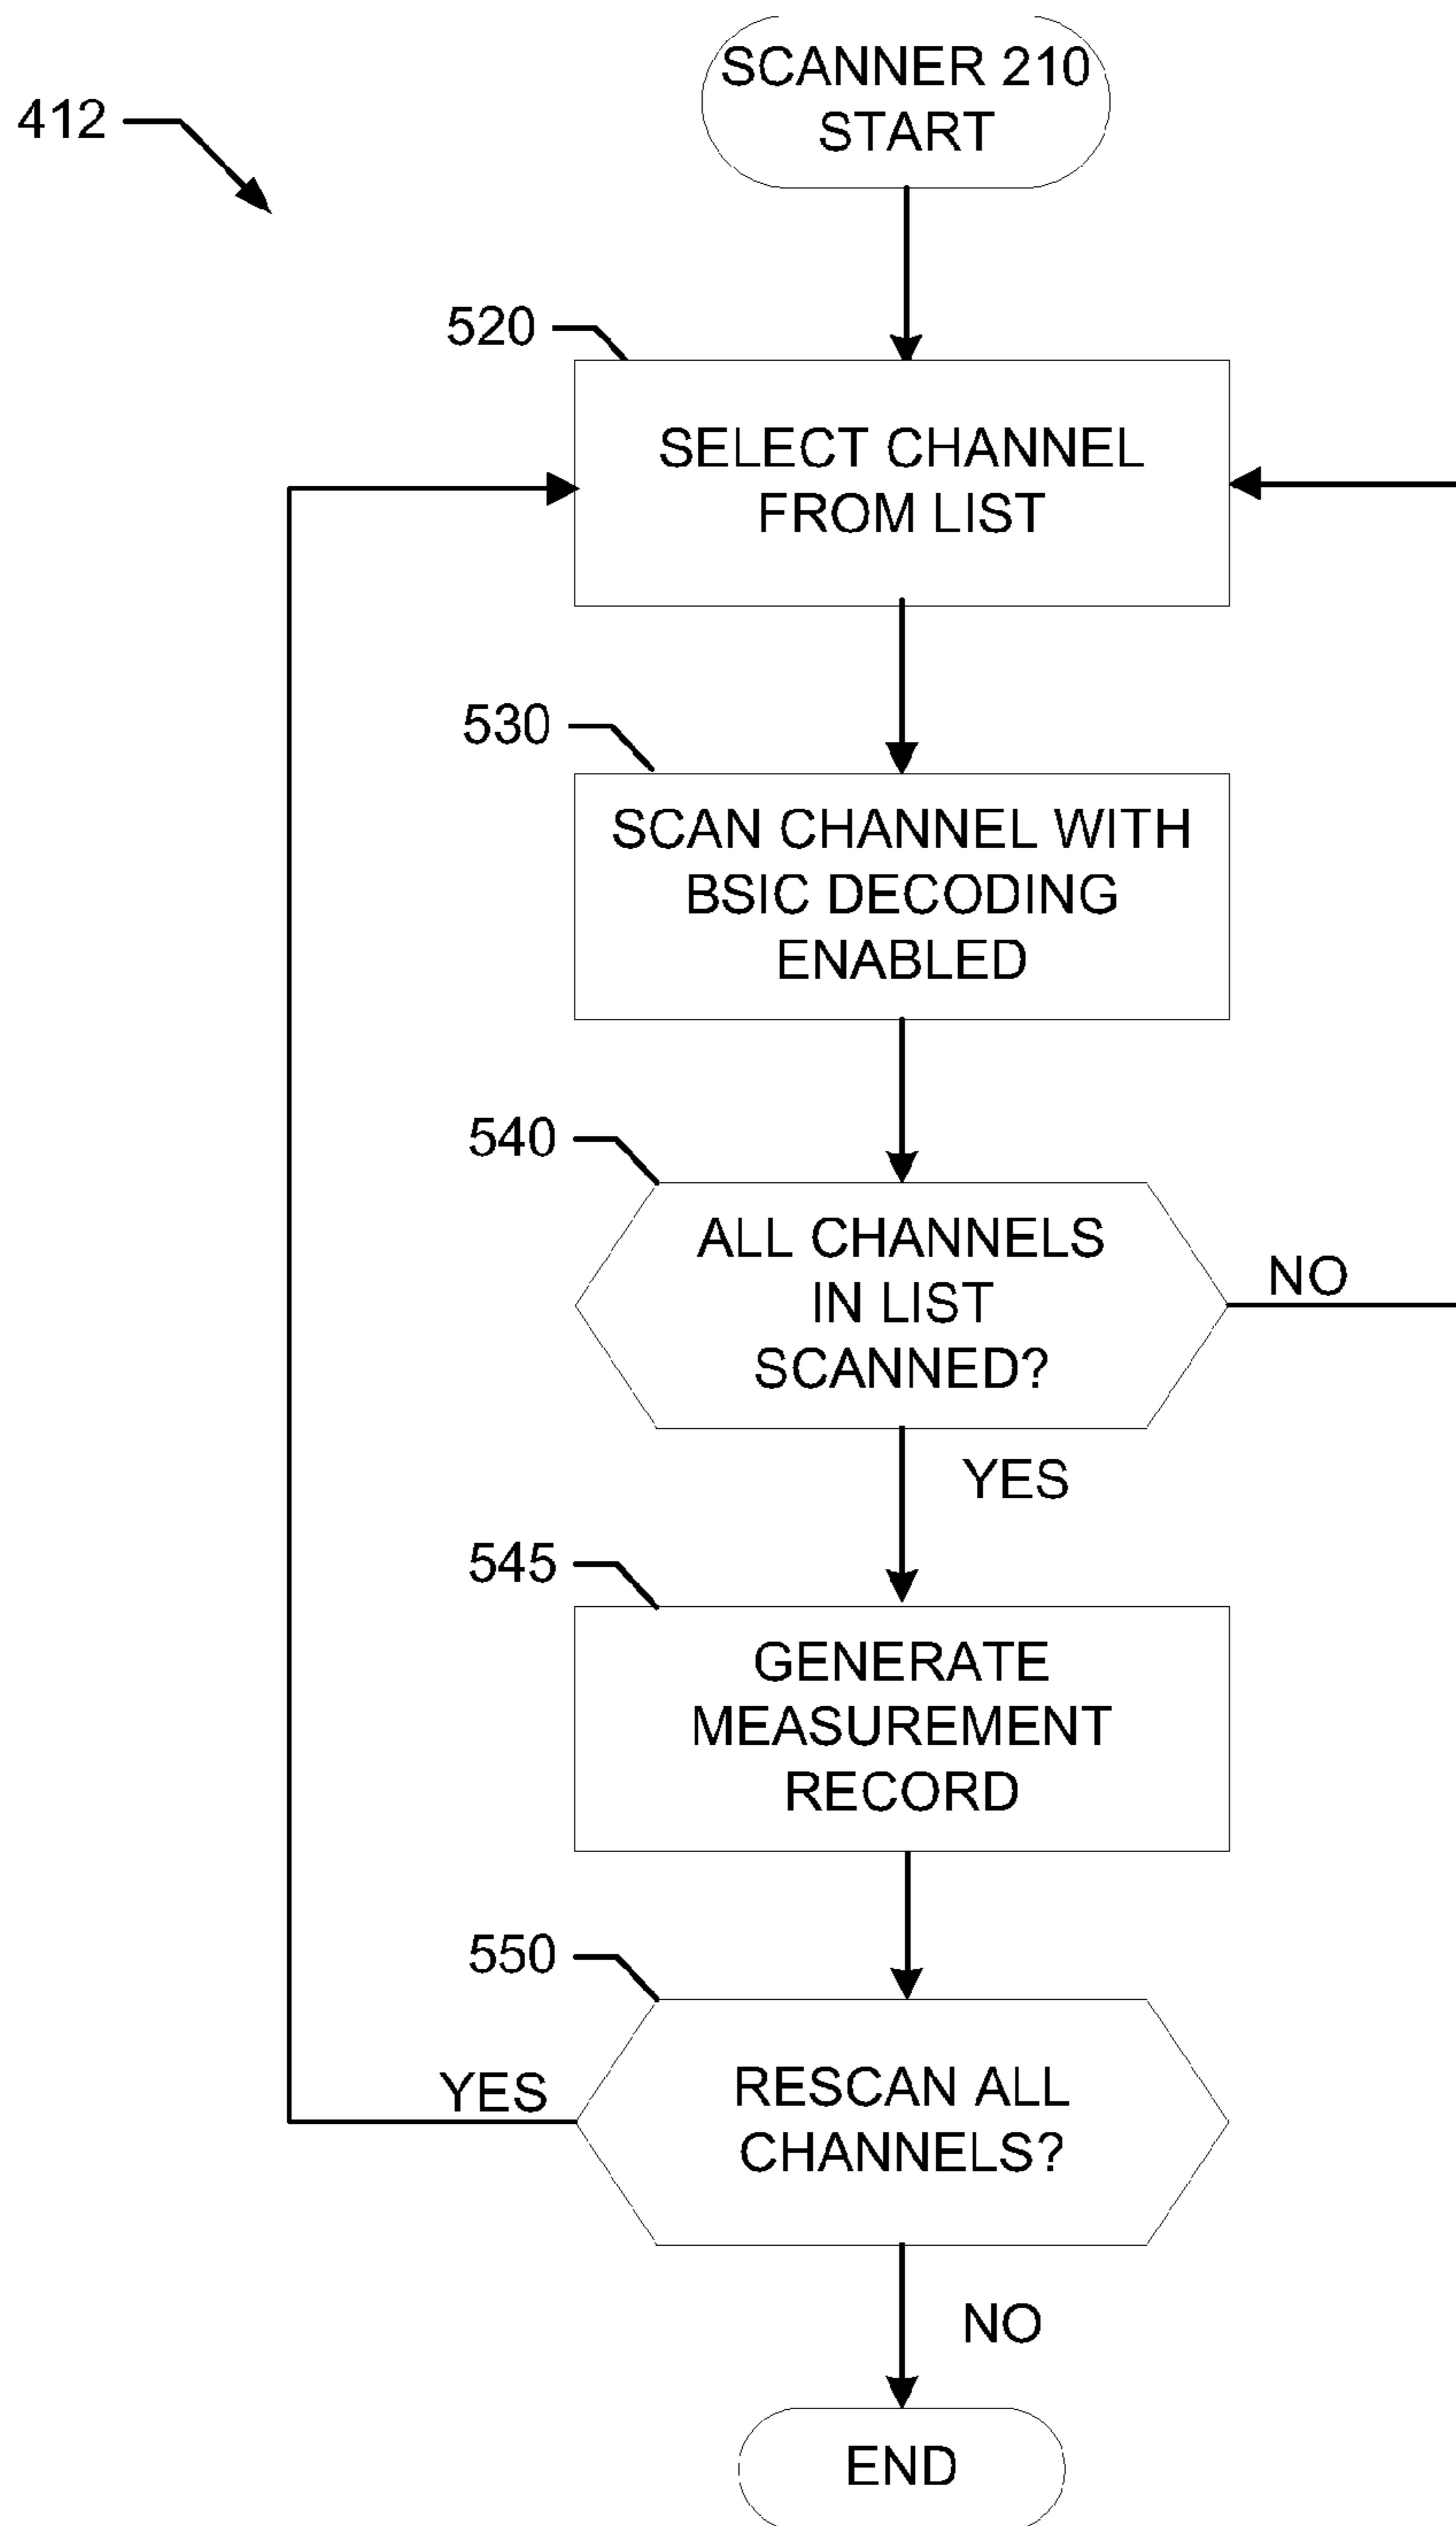 SCANNER 210
START
412
520
SELECT CHANNEL
FROM LIST
530
SCAN CHANNEL WITH
BSIC DECODING
ENABLED
540
ALL CHANNELS
IN LIST
SCANNED?
NO
YES
545
GENERATE
MEASUREMENT
RECORD
550
YES
RESCAN ALL
CHANNELS?
NO
END